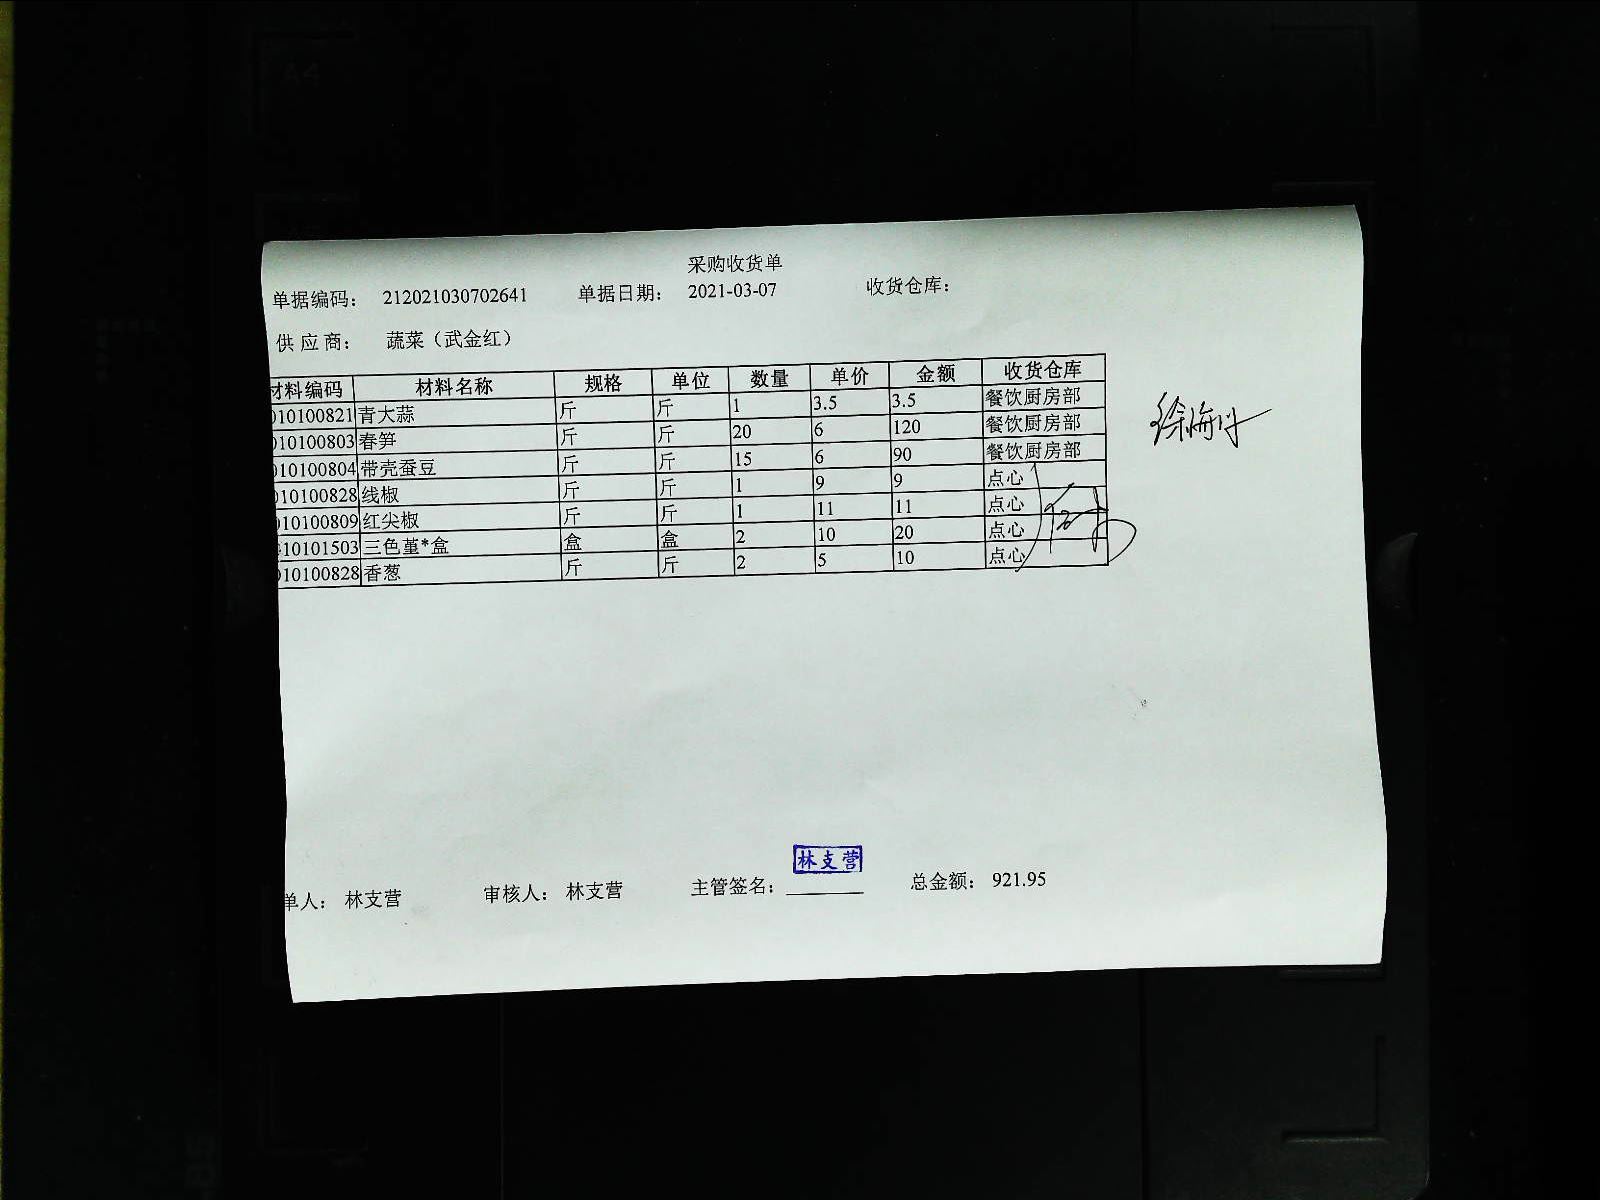 采购收货单
单据编码： 212021030702641 单据日期： 2021-03-07 收货仓库：
供应商： 蔬菜（武金红）
材料编码 材料名称 规格 单位 数量 单价 金额 收货仓库
010100821 青大蒜 斤 斤 1 3.5 3.5 餐饮厨房部
010100803 春笋 斤 斤 20 6 120 餐饮厨房部
010100804 带壳蚕豆 斤 斤 15 6 90 餐饮厨房部
010100828 线椒 斤 斤 1 9 9 点心
010100809 红尖椒 斤 斤 1 11 11 点心
10101503 三色堇*盒 盒 盒 2 10 20 点心
010100828 香葱 斤 斤 2 5 10 点心
林支营
单人： 林支营 审核人： 林支营 主管签名： 总金额： 921.95